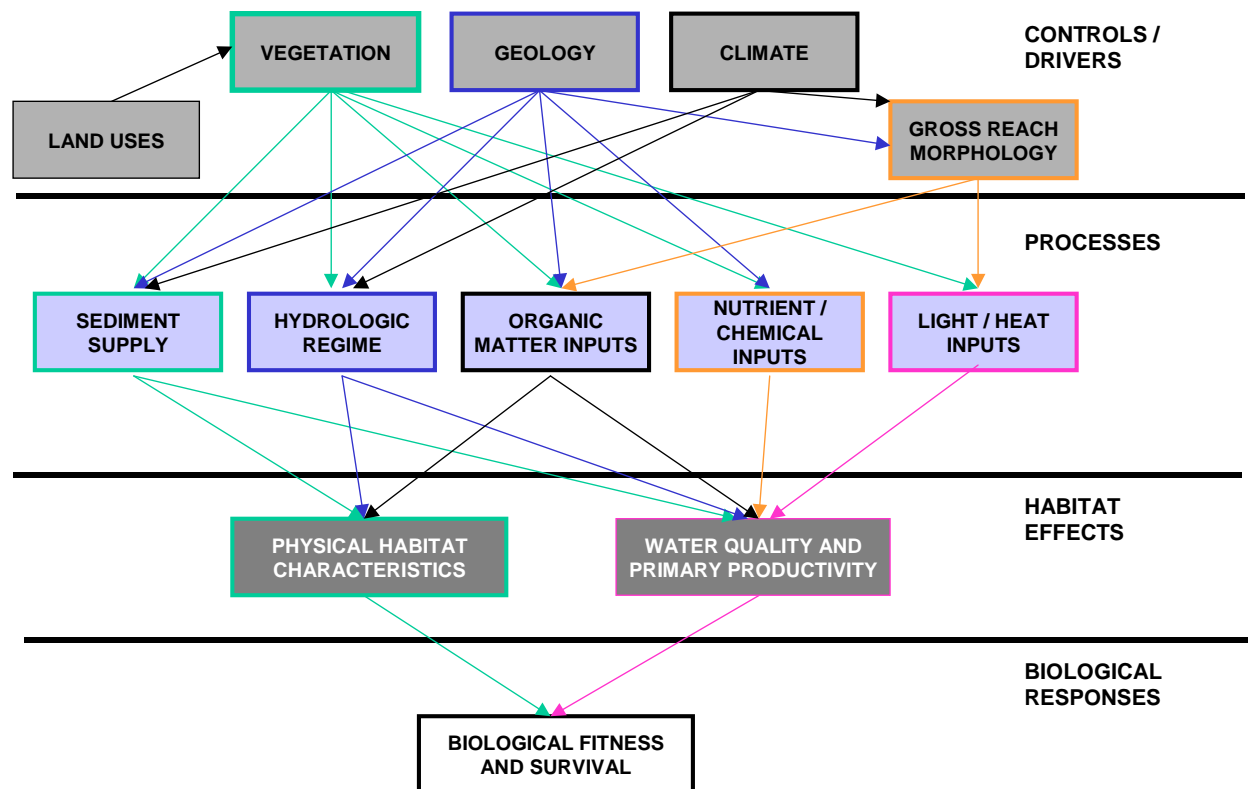 VEGETATION
GEOLOGY
CLIMATE
CONTROLS /
DRIVERS
LAND USES
GROSS REACH
MORPHOLOGY
PROCESSES
SEDIMENT
SUPPLY
HYDROLOGIC
REGIME
ORGANIC
MATTER INPUTS
NUTRIENT /
CHEMICAL
INPUTS
LIGHT / HEAT
INPUTS
HABITAT
EFFECTS
PHYSICAL HABITAT
CHARACTERISTICS
WATER QUALITY AND
PRIMARY PRODUCTIVITY
BIOLOGICAL
RESPONSES
BIOLOGICAL FITNESS
AND SURVIVAL